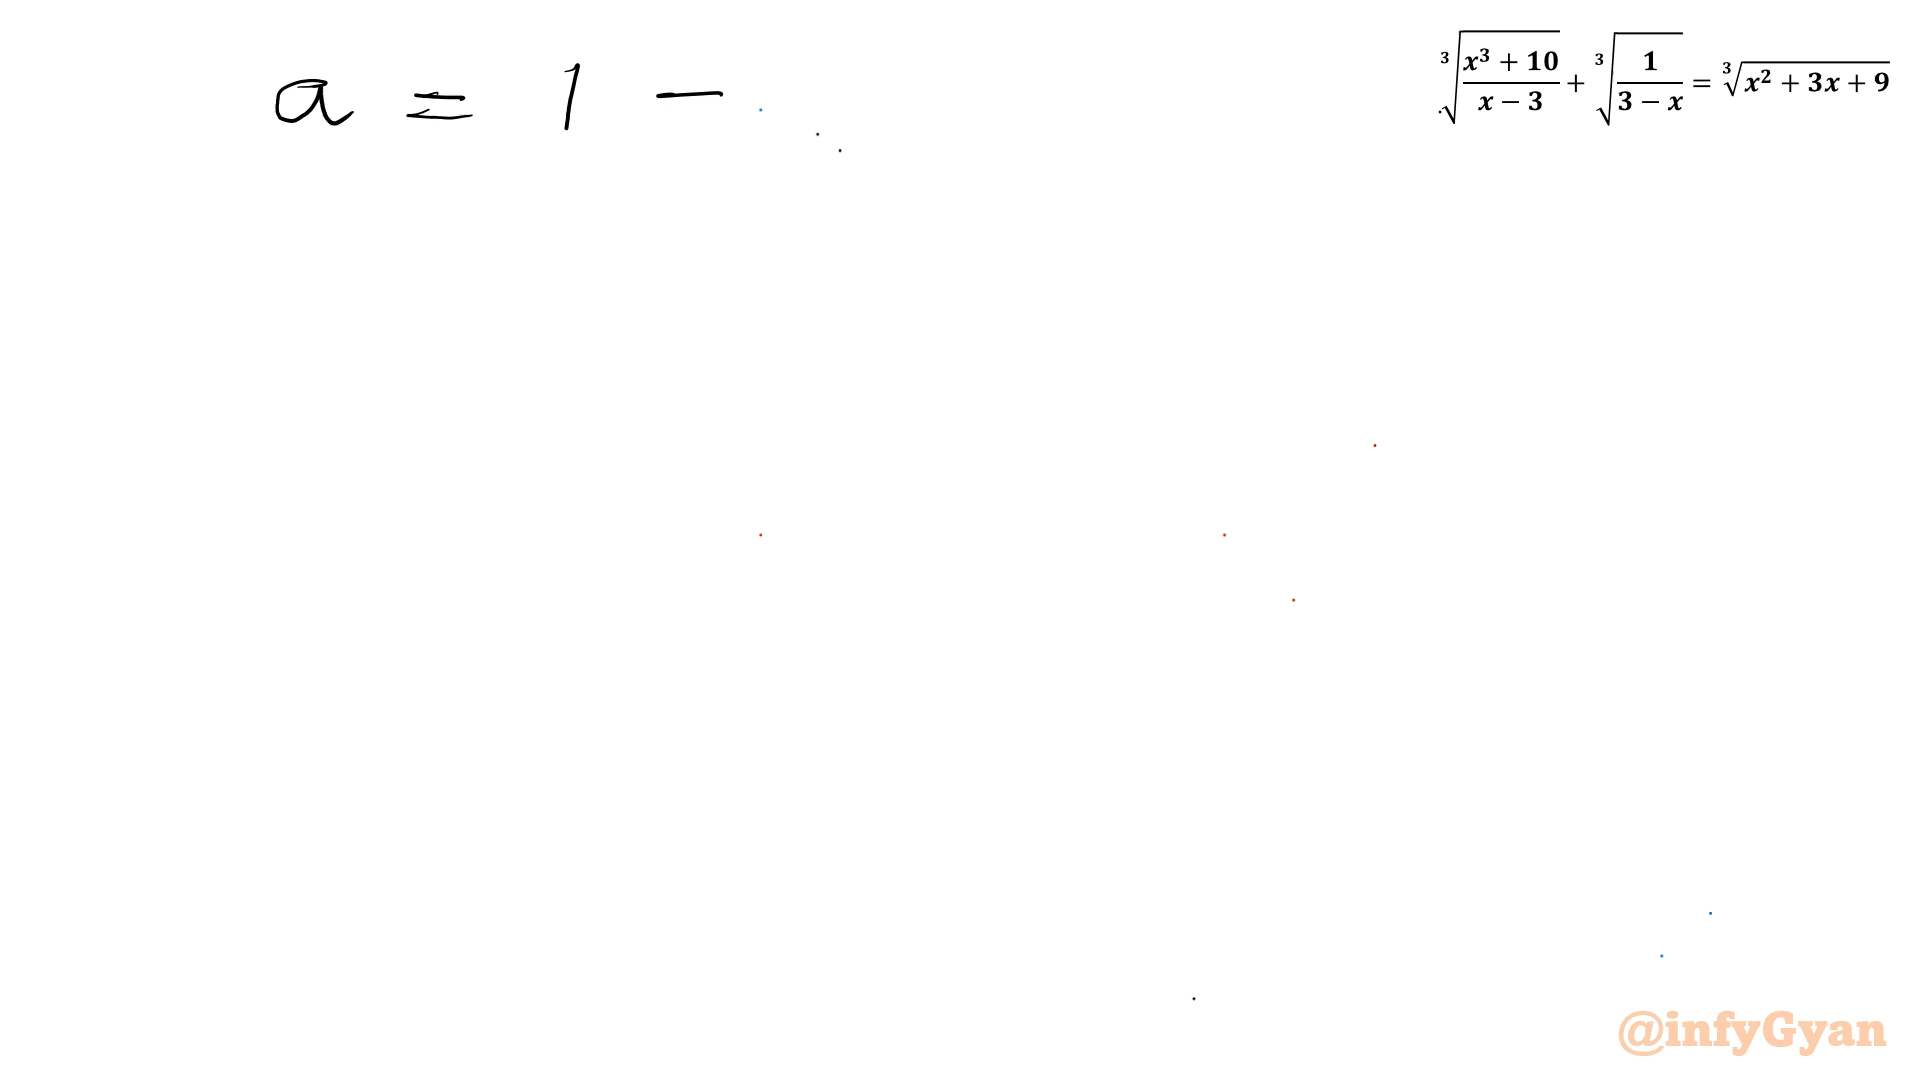 a = 1 −
∛((x³ + 10)/(x − 3)) + ∛(1/(3 − x)) = ∛(x² + 3x + 9)
@infyGyan